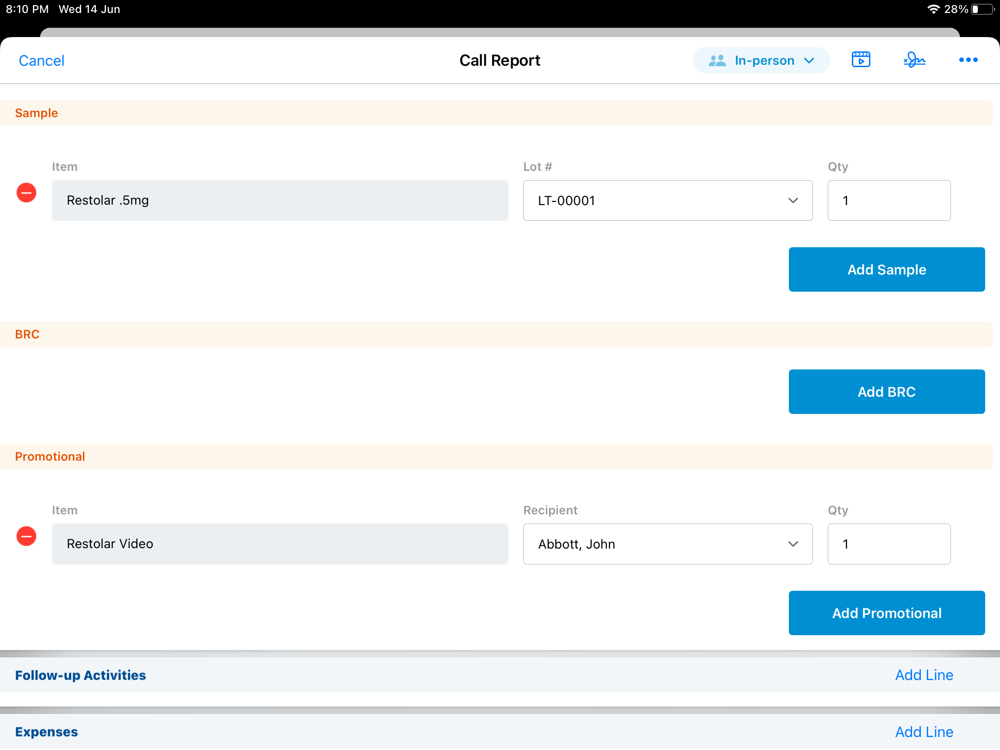 8:10 PM Wed 14 Jun 28%
Cancel Call Report In-person
Sample
Item Lot # Qty
Restolar .5mg LT-00001 1
Add Sample
BRC
Add BRC
Promotional
Item Recipient Qty
Restolar Video Abbott, John 1
Add Promotional
Follow-up Activities Add Line
Expenses Add Line